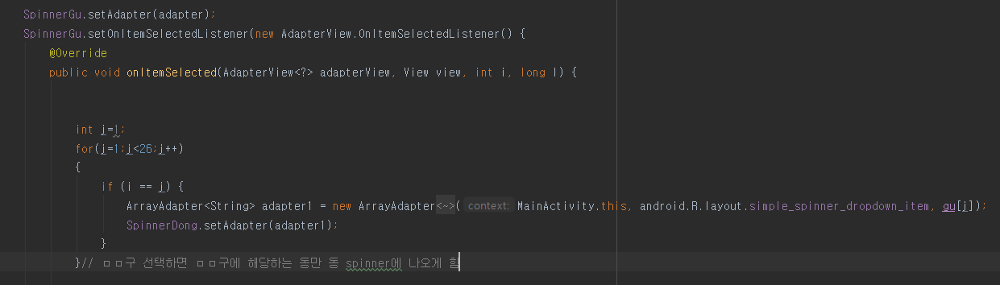 SpinnerGu.setAdapter(adapter);
SpinnerGu.setOnItemSelectedListener(new AdapterView.OnItemSelectedListener() {
@Override
public void onItemSelected(AdapterView<?> adapterView, View view, int i, long l) {
int j=1;
for(j=1;j<26;j++)
{
if (i == j) {
ArrayAdapter<String> adapter1 = new ArrayAdapter<~>( context: MainActivity.this, android.R.layout.simple_spinner_dropdown_item, gu[j]);
SpinnerDong.setAdapter(adapter1);
}
}// ㅁㅁ구 선택하면 ㅁㅁ구에 해당하는 동만 동 spinner에 나오게 함